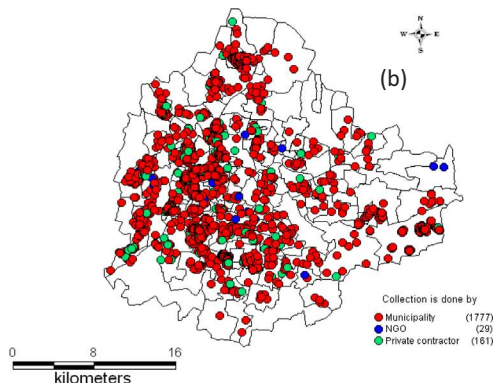 N
W E
S
(b)
Collection is done by
Municipality (1777)
NGO (29)
Private contractor (161)
0 8 16
kilometers